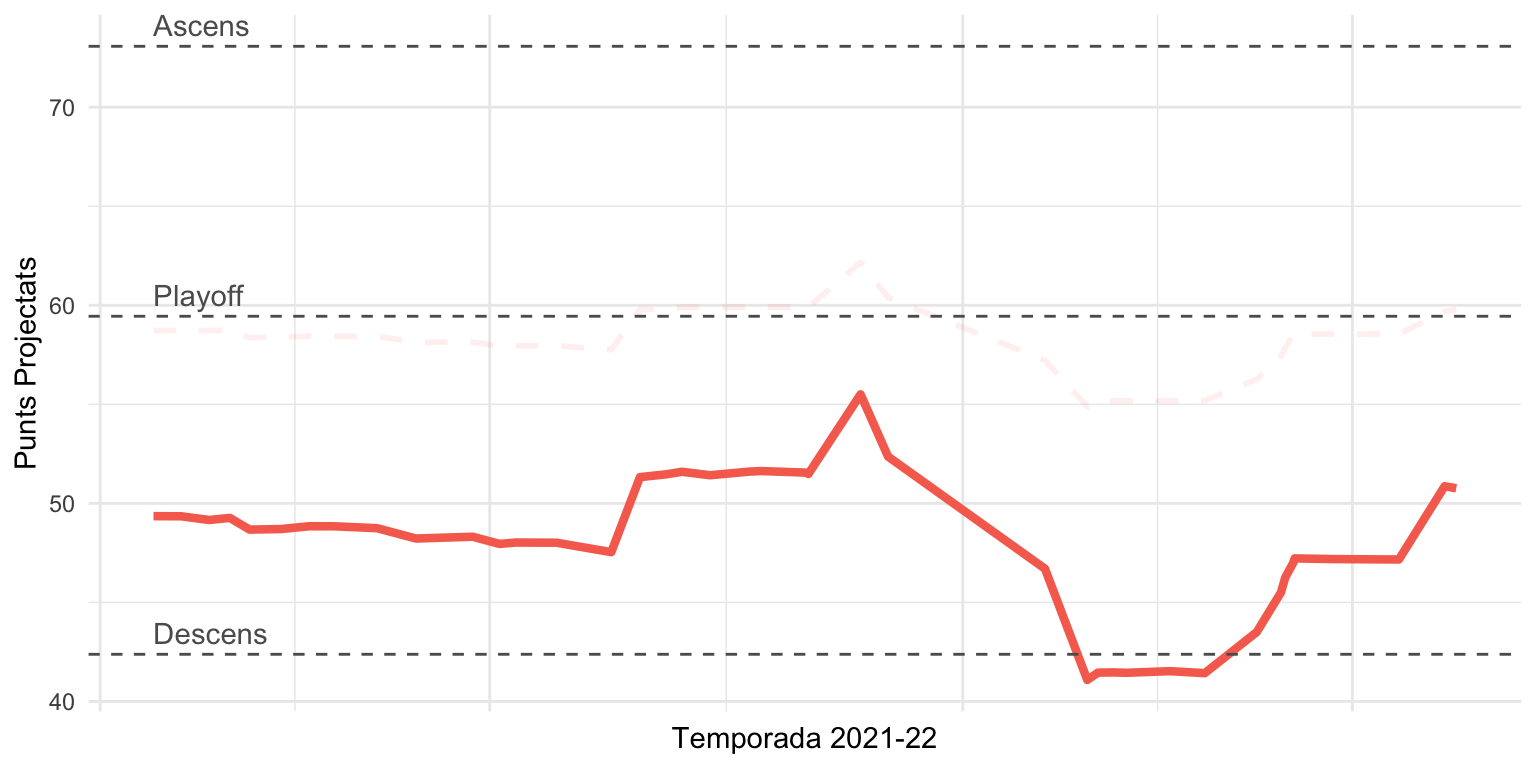 Ascens
70
Playoff
60
50
Descens
40
Punts Projectats
Temporada 2021-22